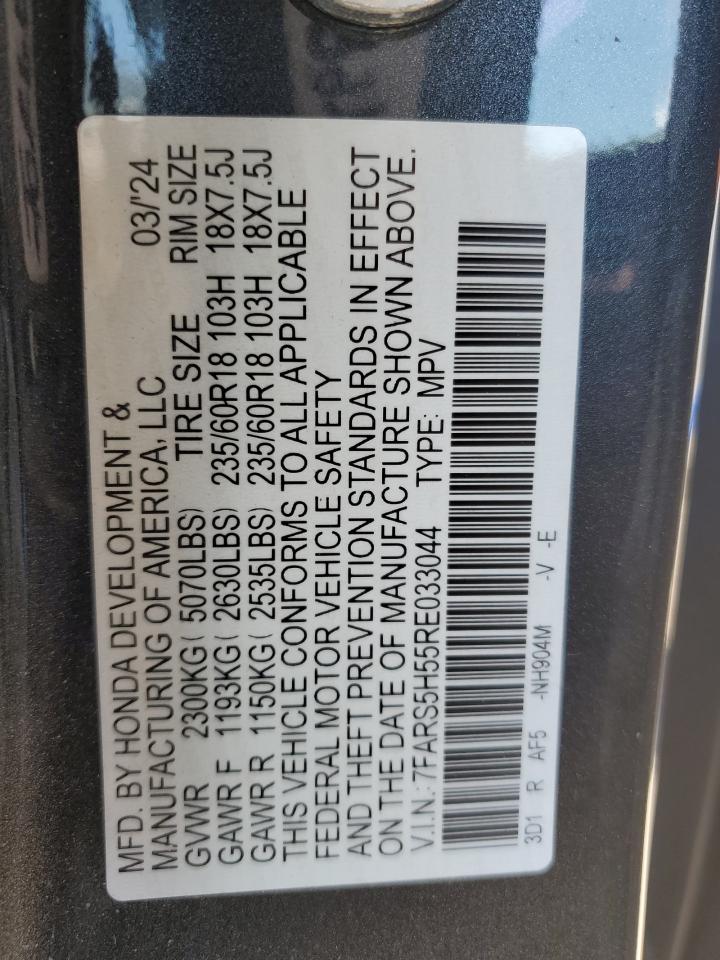 MFD. BY HONDA DEVELOPMENT &
MANUFACTURING OF AMERICA, LLC 03/'24
GVWR 2300KG( 5070LBS) TIRE SIZE RIM SIZE
GAWR F 1193KG( 2630LBS) 235/60R18 103H 18X7.5J
GAWR R 1150KG( 2535LBS) 235/60R18 103H 18X7.5J
THIS VEHICLE CONFORMS TO ALL APPLICABLE
FEDERAL MOTOR VEHICLE SAFETY
AND THEFT PREVENTION STANDARDS IN EFFECT
ON THE DATE OF MANUFACTURE SHOWN ABOVE.
V.I.N.: 7FARS5H55RE033044 TYPE: MPV
3D1 R AF5 -NH904M -V -E